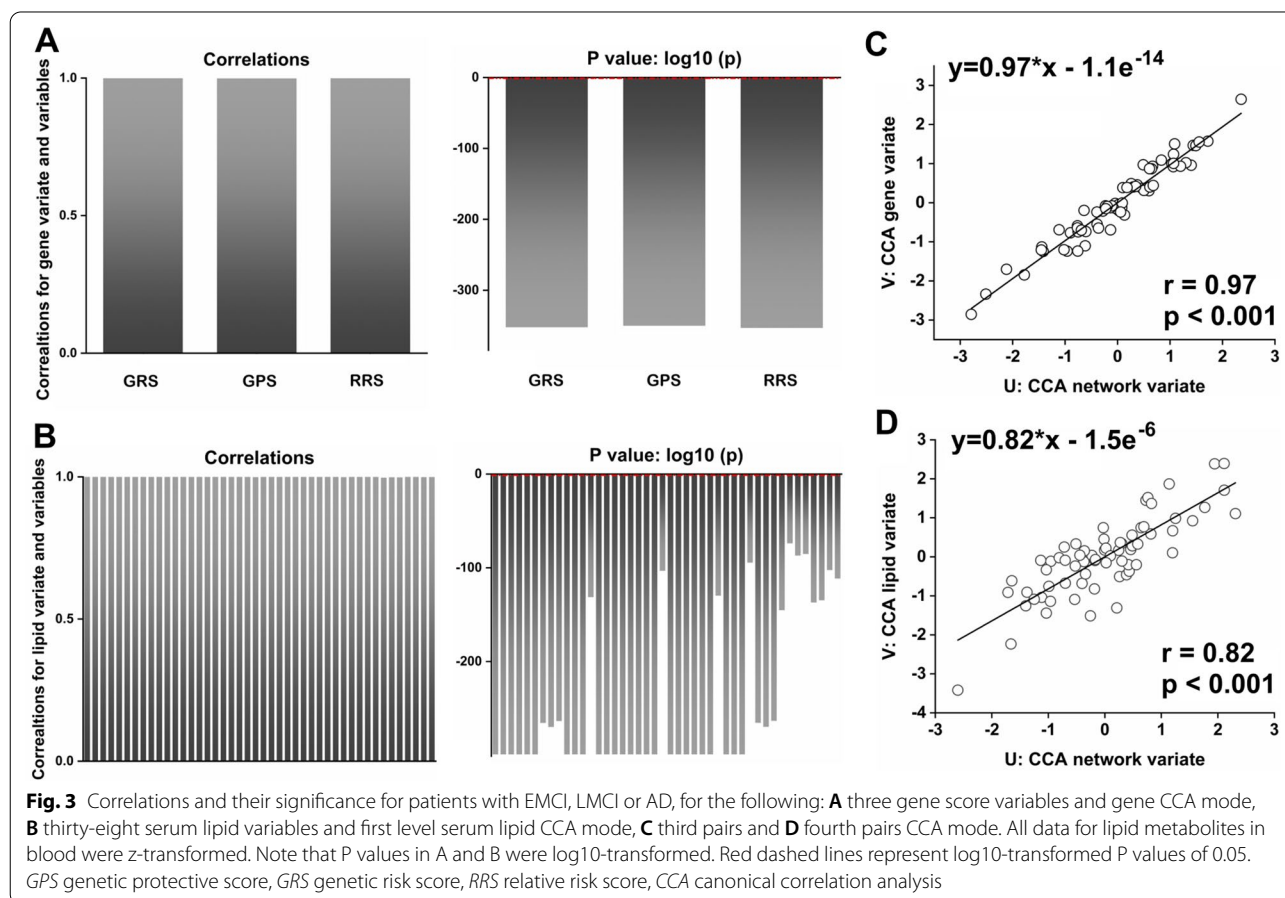 A
Correlations
Correaltions for gene variate and variables
1.0
0.5
0.0
GRS
GPS
RRS
P value: log10 (p)
0
-100
-200
-300
GRS
GPS
RRS
C
y=0.97*x - 1.1e-14
V: CCA gene variate
3
2
1
0
-1
-2
-3
r = 0.97
p < 0.001
-3
-2
-1
0
1
2
3
U: CCA network variate
B
Correlations
Correaltions for lipid variate and variables
1.0
0.5
0.0
P value: log10 (p)
0
-100
-200
D
y=0.82*x - 1.5e-6
V: CCA lipid variate
3
2
1
0
-1
-2
-3
-4
r = 0.82
p < 0.001
-3
-2
-1
0
1
2
3
U: CCA network variate
Fig. 3 Correlations and their significance for patients with EMCI, LMCI or AD, for the following: A three gene score variables and gene CCA mode,
B thirty-eight serum lipid variables and first level serum lipid CCA mode, C third pairs and D fourth pairs CCA mode. All data for lipid metabolites in
blood were z-transformed. Note that P values in A and B were log10-transformed. Red dashed lines represent log10-transformed P values of 0.05.
GPS genetic protective score, GRS genetic risk score, RRS relative risk score, CCA canonical correlation analysis